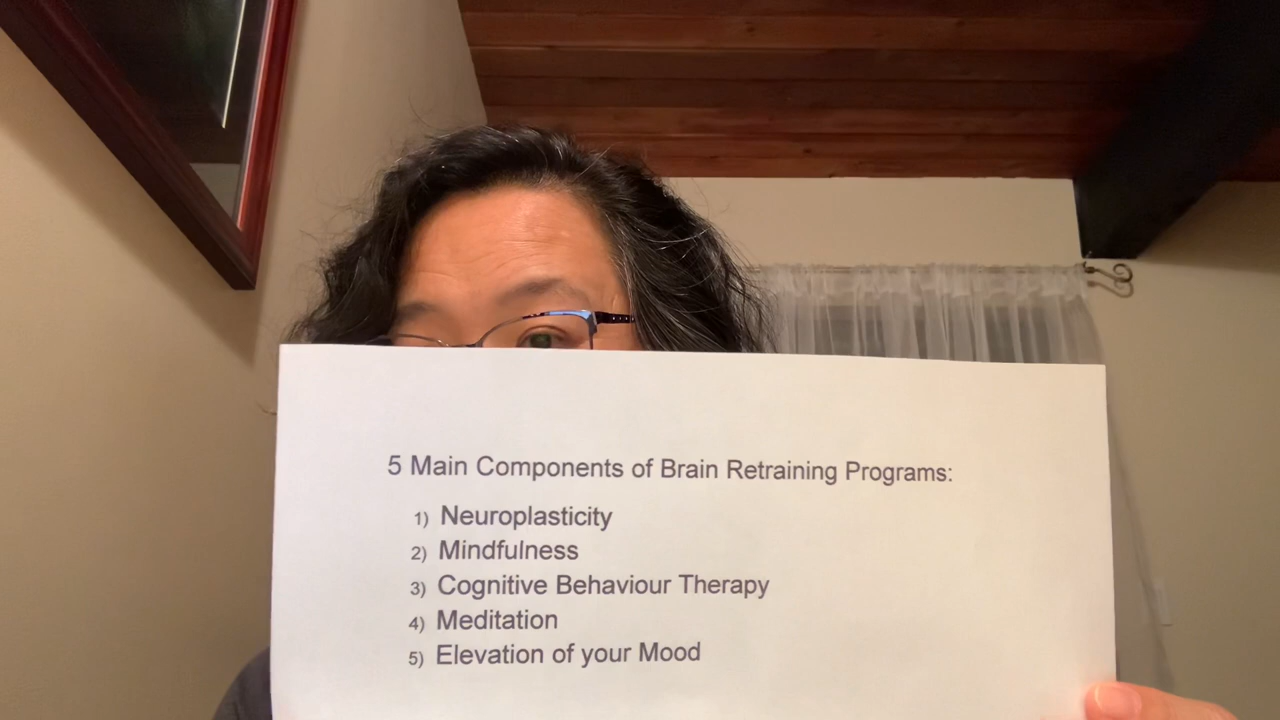 5 Main Components of Brain Retraining Programs:
1) Neuroplasticity
2) Mindfulness
3) Cognitive Behaviour Therapy
4) Meditation
5) Elevation of your Mood